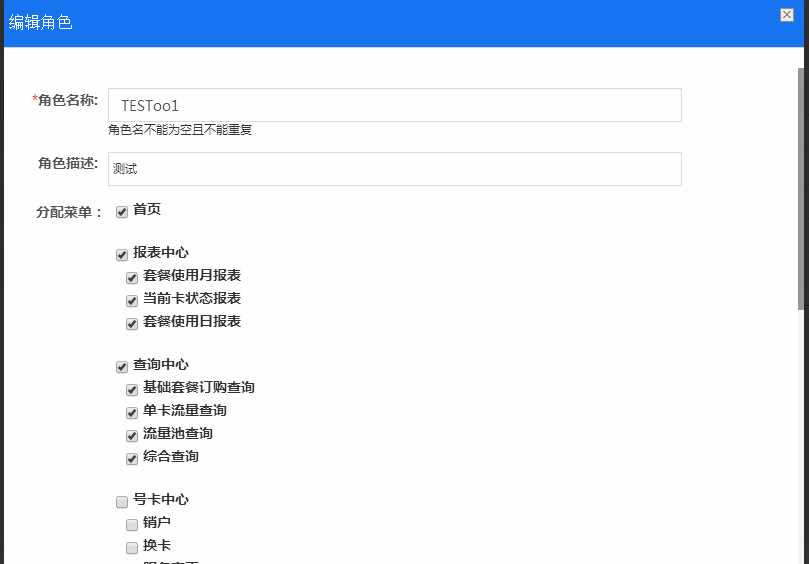 编辑角色
*角色名称:
TESToo1
角色名不能为空且不能重复
角色描述:
测试
分配菜单：
首页
报表中心
套餐使用月报表
当前卡状态报表
套餐使用日报表
查询中心
基础套餐订购查询
单卡流量查询
流量池查询
综合查询
号卡中心
销户
换卡